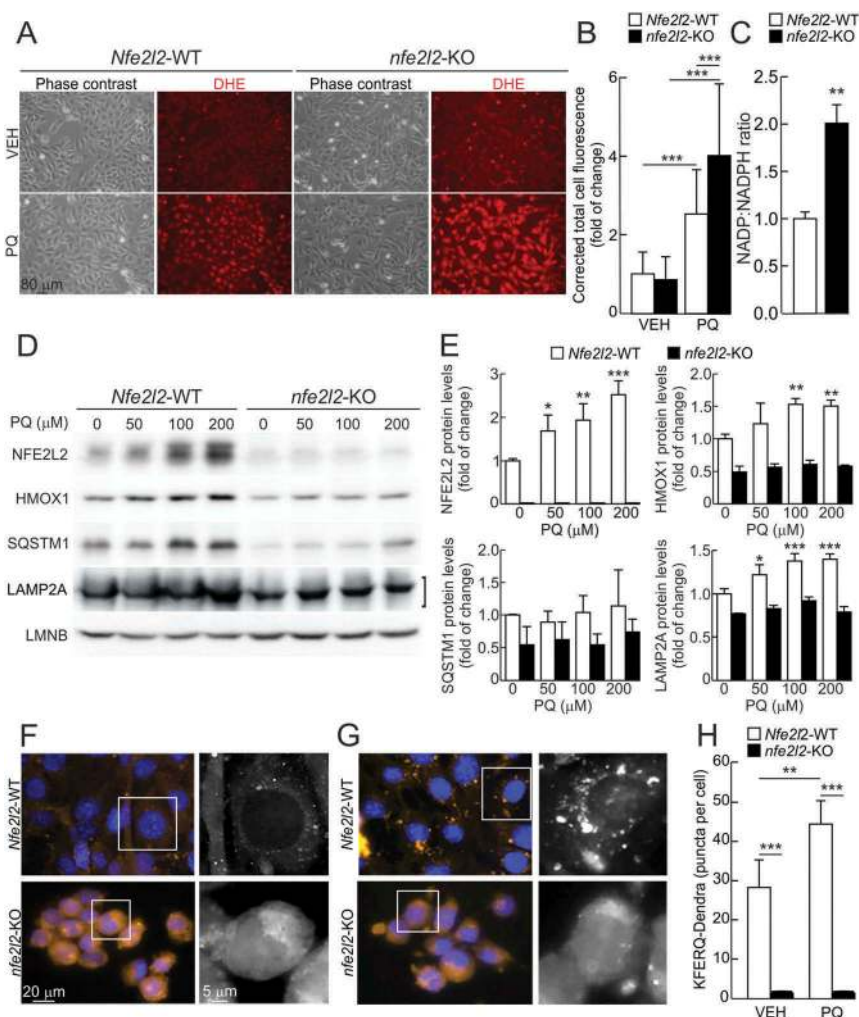 A
Nfe2l2-WT
nfe2l2-KO
Phase contrast
DHE
Phase contrast
DHE
VEH
PQ
80 μm
B
Nfe2l2-WT
nfe2l2-KO
Corrected total cell fluorescence
(fold of change)
6
4
2
0
***
***
***
VEH
PQ
C
Nfe2l2-WT
nfe2l2-KO
NADP:NADPH ratio
2.0
1.5
1.0
0.5
0
**
D
Nfe2l2-WT
nfe2l2-KO
PQ (μM)
0
50
100
200
0
50
100
200
NFE2L2
HMOX1
SQSTM1
LAMP2A
LMNB
E
Nfe2l2-WT
nfe2l2-KO
NFE2L2 protein levels
(fold of change)
3
2
1
0
*
**
***
0
50
100
200
PQ (μM)
HMOX1 protein levels
(fold of change)
2.0
1.5
1.0
0.5
0
**
**
0
50
100
200
PQ (μM)
SQSTM1 protein levels
(fold of change)
2.0
1.5
1.0
0.5
0.0
0
50
100
200
PQ (μM)
LAMP2A protein levels
(fold of change)
1.5
1.0
0.5
0
*
***
***
0
50
100
200
PQ (μM)
F
Nfe2l2-WT
nfe2l2-KO
20 μm
5 μm
G
Nfe2l2-WT
nfe2l2-KO
H
Nfe2l2-WT
nfe2l2-KO
KFERQ-Dendra (puncta per cell)
60
50
40
30
20
10
0
**
***
***
VEH
PQ